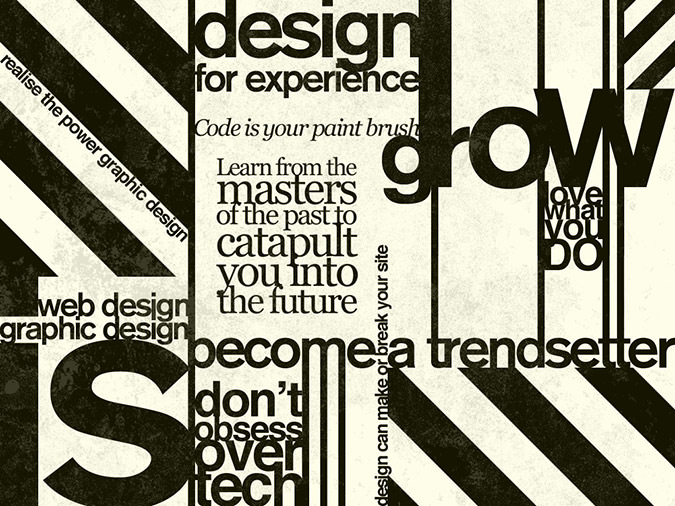 design
for experience
realise the power graphic design
Code is your paint brush
grow
Learn from the
masters
of the past to
catapult
you into
the future
love
what
you
DO
web design
graphic design
design can make or break your site
become a trendsetter
s
don't
obsess
over
tech